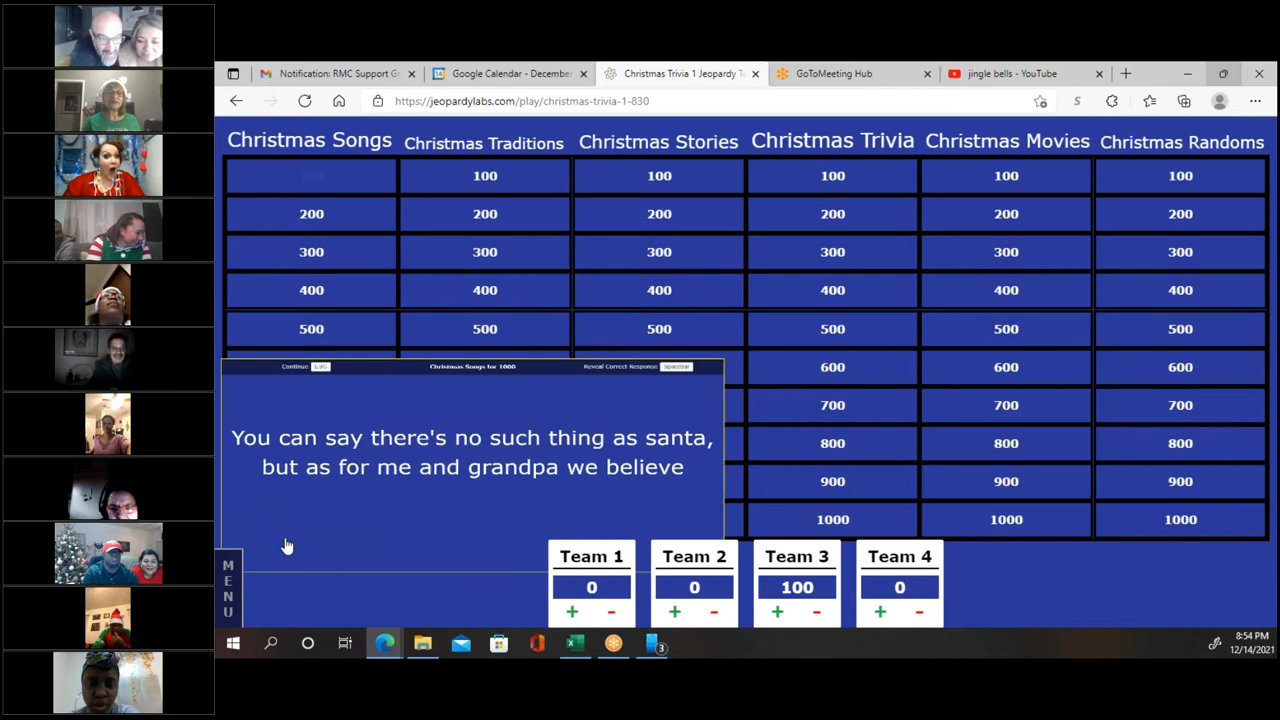 Notification: RMC Support Gr
Google Calendar - December
Christmas Trivia 1 Jeopardy Te
GoToMeeting Hub
jingle bells - YouTube
https://jeopardylabs.com/play/christmas-trivia-1-830
Christmas Songs Christmas Traditions Christmas Stories Christmas Trivia Christmas Movies Christmas Randoms
100 100 100 100 100
200 200 200 200 200 200
300 300 300 300 300 300
400 400 400 400 400 400
500 500 500 500 500 500
600 600 600
700 700 700
800 800 800
900 900 900
1000 1000 1000
Continue ESC Christmas Songs for 1000 Reveal Correct Response Spacebar
You can say there's no such thing as santa,
but as for me and grandpa we believe
MENU
Team 1 Team 2 Team 3 Team 4
0 0 100 0
+ - + - + - + -
3
8:54 PM
12/14/2021